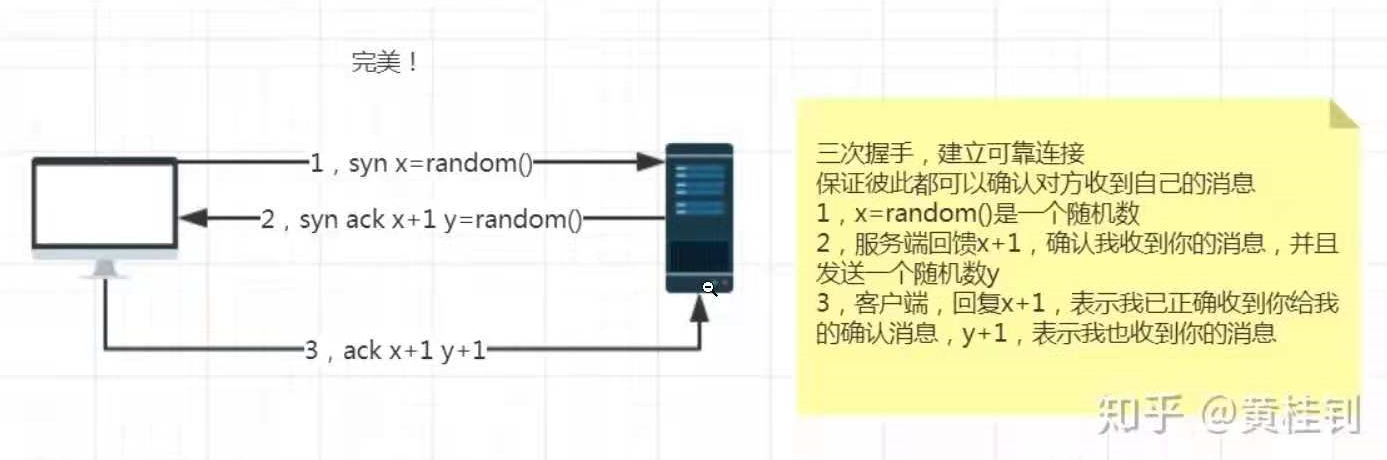 完美！
1，syn x=random()
2，syn ack x+1 y=random()
3，ack x+1 y+1
三次握手，建立可靠连接
保证彼此都可以确认对方收到自己的消息
1，x=random()是一个随机数
2，服务端回馈x+1，确认我收到你的消息，并且
发送一个随机数y
3，客户端，回复x+1，表示我已正确收到你给我
的确认消息，y+1，表示我也收到你的消息
知乎 @黄桂钊